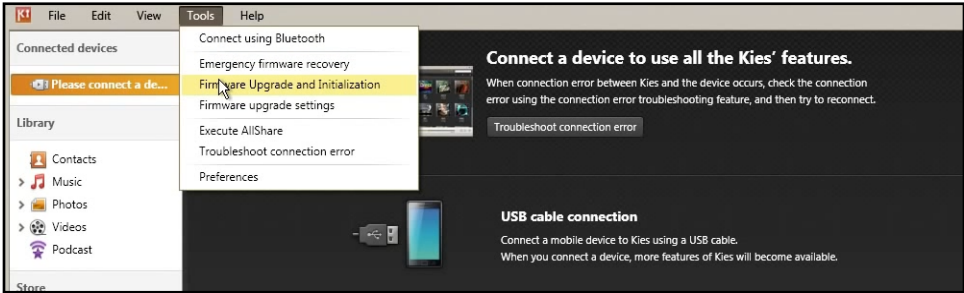 KI File Edit View Tools Help
Connected devices
Please connect a de...
Library
Contacts
Music
Photos
Videos
Podcast
Store
Connect using Bluetooth
Emergency firmware recovery
Firmware Upgrade and Initialization
Firmware upgrade settings
Execute AllShare
Troubleshoot connection error
Preferences
Connect a device to use all the Kies' features.
When connection error between Kies and the device occurs, check the connection
error using the connection error troubleshooting feature, and then try to reconnect.
Troubleshoot connection error
USB cable connection
Connect a mobile device to Kies using a USB cable.
When you connect a device, more features of Kies will become available.